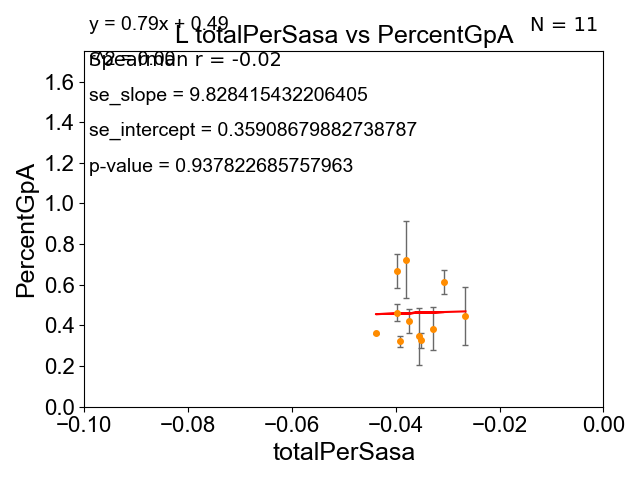 y = 0.79x + 0.49
N = 11
L totalPerSasa vs PercentGpA
Spearman r = -0.02
se_slope = 9.828415432206405
se_intercept = 0.35908679882738787
p-value = 0.937822685757963
PercentGpA
1.6
1.4
1.2
1.0
0.8
0.6
0.4
0.2
0.0
−0.10
−0.08
−0.06
−0.04
−0.02
0.00
totalPerSasa